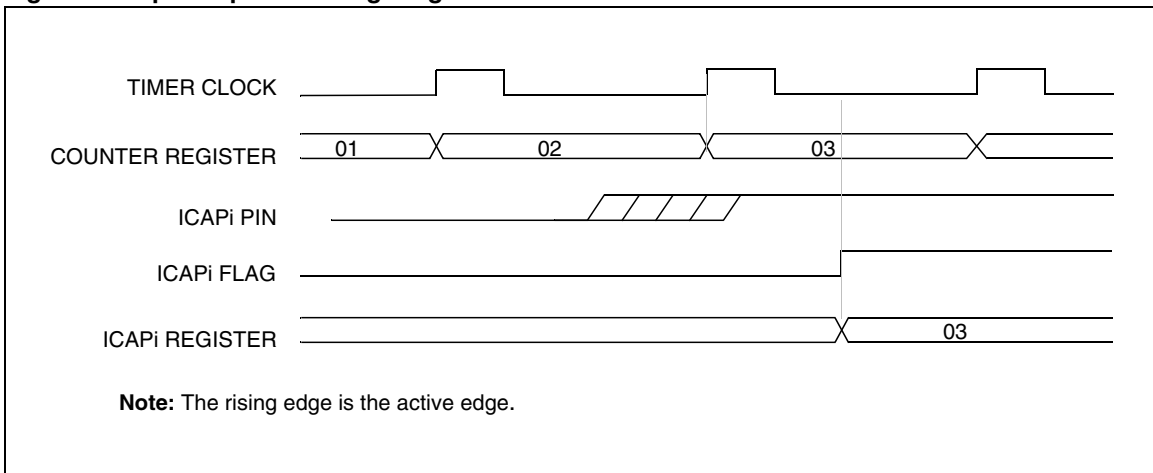 TIMER CLOCK
COUNTER REGISTER 01 02 03
ICAPi PIN
ICAPi FLAG
ICAPi REGISTER 03
Note: The rising edge is the active edge.